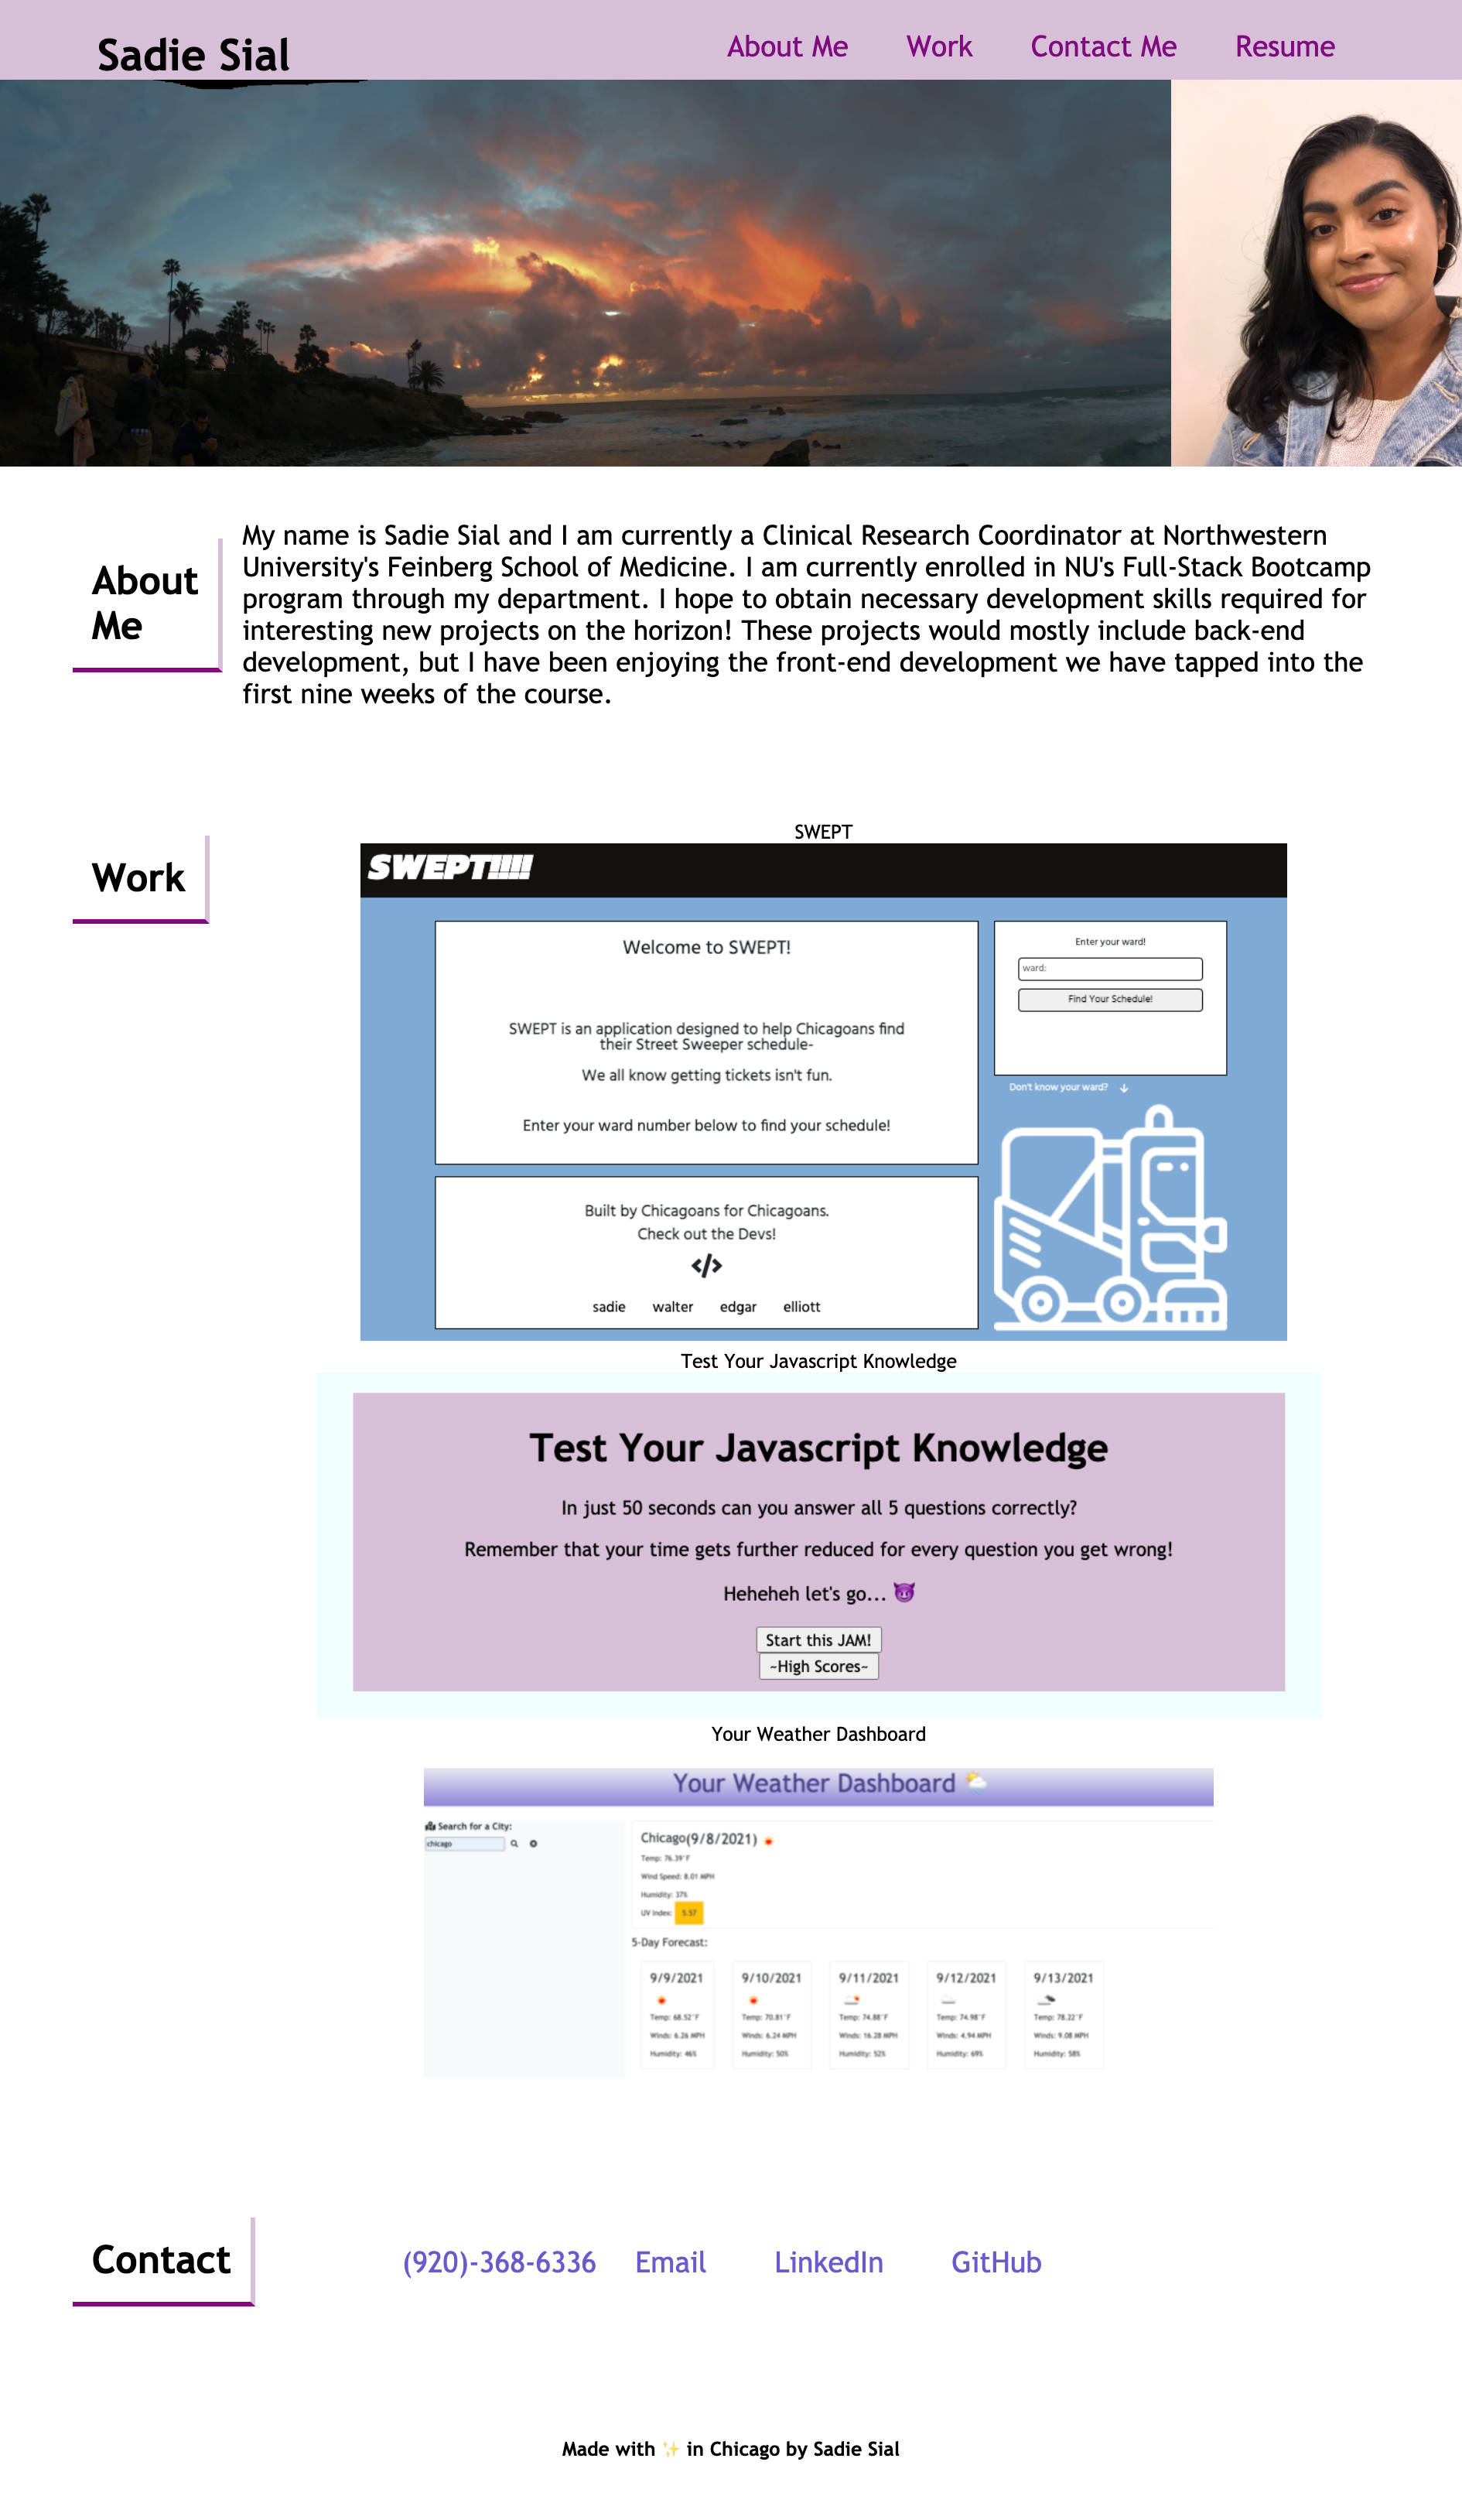 Sadie Sial
About Me Work Contact Me Resume
About
Me
My name is Sadie Sial and I am currently a Clinical Research Coordinator at Northwestern
University's Feinberg School of Medicine. I am currently enrolled in NU's Full-Stack Bootcamp
program through my department. I hope to obtain necessary development skills required for
interesting new projects on the horizon! These projects would mostly include back-end
development, but I have been enjoying the front-end development we have tapped into the
first nine weeks of the course.
Work
SWEPT
SWEPT!!!!
Welcome to SWEPT!
SWEPT is an application designed to help Chicagoans find
their Street Sweeper schedule-
We all know getting tickets isn't fun.
Enter your ward number below to find your schedule!
Enter your ward!
ward:
Find Your Schedule!
Don't know your ward? ↓
Built by Chicagoans for Chicagoans.
Check out the Devs!
</>
sadie walter edgar elliott
Test Your Javascript Knowledge
Test Your Javascript Knowledge
In just 50 seconds can you answer all 5 questions correctly?
Remember that your time gets further reduced for every question you get wrong!
Heheheh let's go... 😈
Start this JAM!
~High Scores~
Your Weather Dashboard
Your Weather Dashboard 🌦
Search for a City:
chicago
Chicago(9/8/2021)
Temp: 76.39°F
Wind Speed: 8.01 MPH
Humidity: 37%
UV Index: 5.57
5-Day Forecast:
9/9/2021 9/10/2021 9/11/2021 9/12/2021 9/13/2021
Temp: 68.52°F Temp: 70.81°F Temp: 74.88°F Temp: 74.98°F Temp: 78.22°F
Winds: 6.26 MPH Winds: 6.24 MPH Winds: 16.28 MPH Winds: 4.94 MPH Winds: 9.08 MPH
Humidity: 46% Humidity: 50% Humidity: 52% Humidity: 69% Humidity: 58%
Contact
(920)-368-6336 Email LinkedIn GitHub
Made with ✨ in Chicago by Sadie Sial